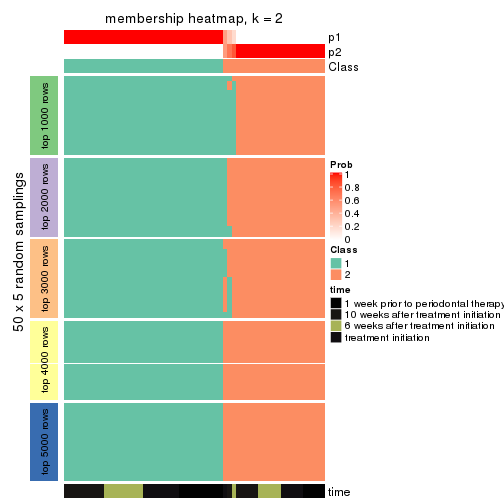 membership heatmap, k = 2
p1
p2
Class
50 x 5 random samplings
top 1000 rows
top 2000 rows
top 3000 rows
top 4000 rows
top 5000 rows
Prob
1
0.8
0.6
0.4
0.2
0
Class
1
2
time
1 week prior to periodontal therapy
10 weeks after treatment initiation
6 weeks after treatment initiation
treatment initiation
time